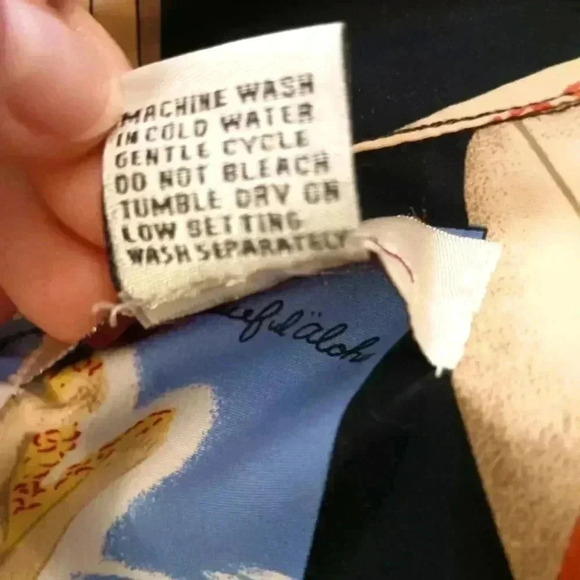 MACHINE WASH
IN COLD WATER
GENTLE CYCLE
DO NOT BLEACH
TUMBLE DRY ON
LOW SETTING
WASH SEPARATELY